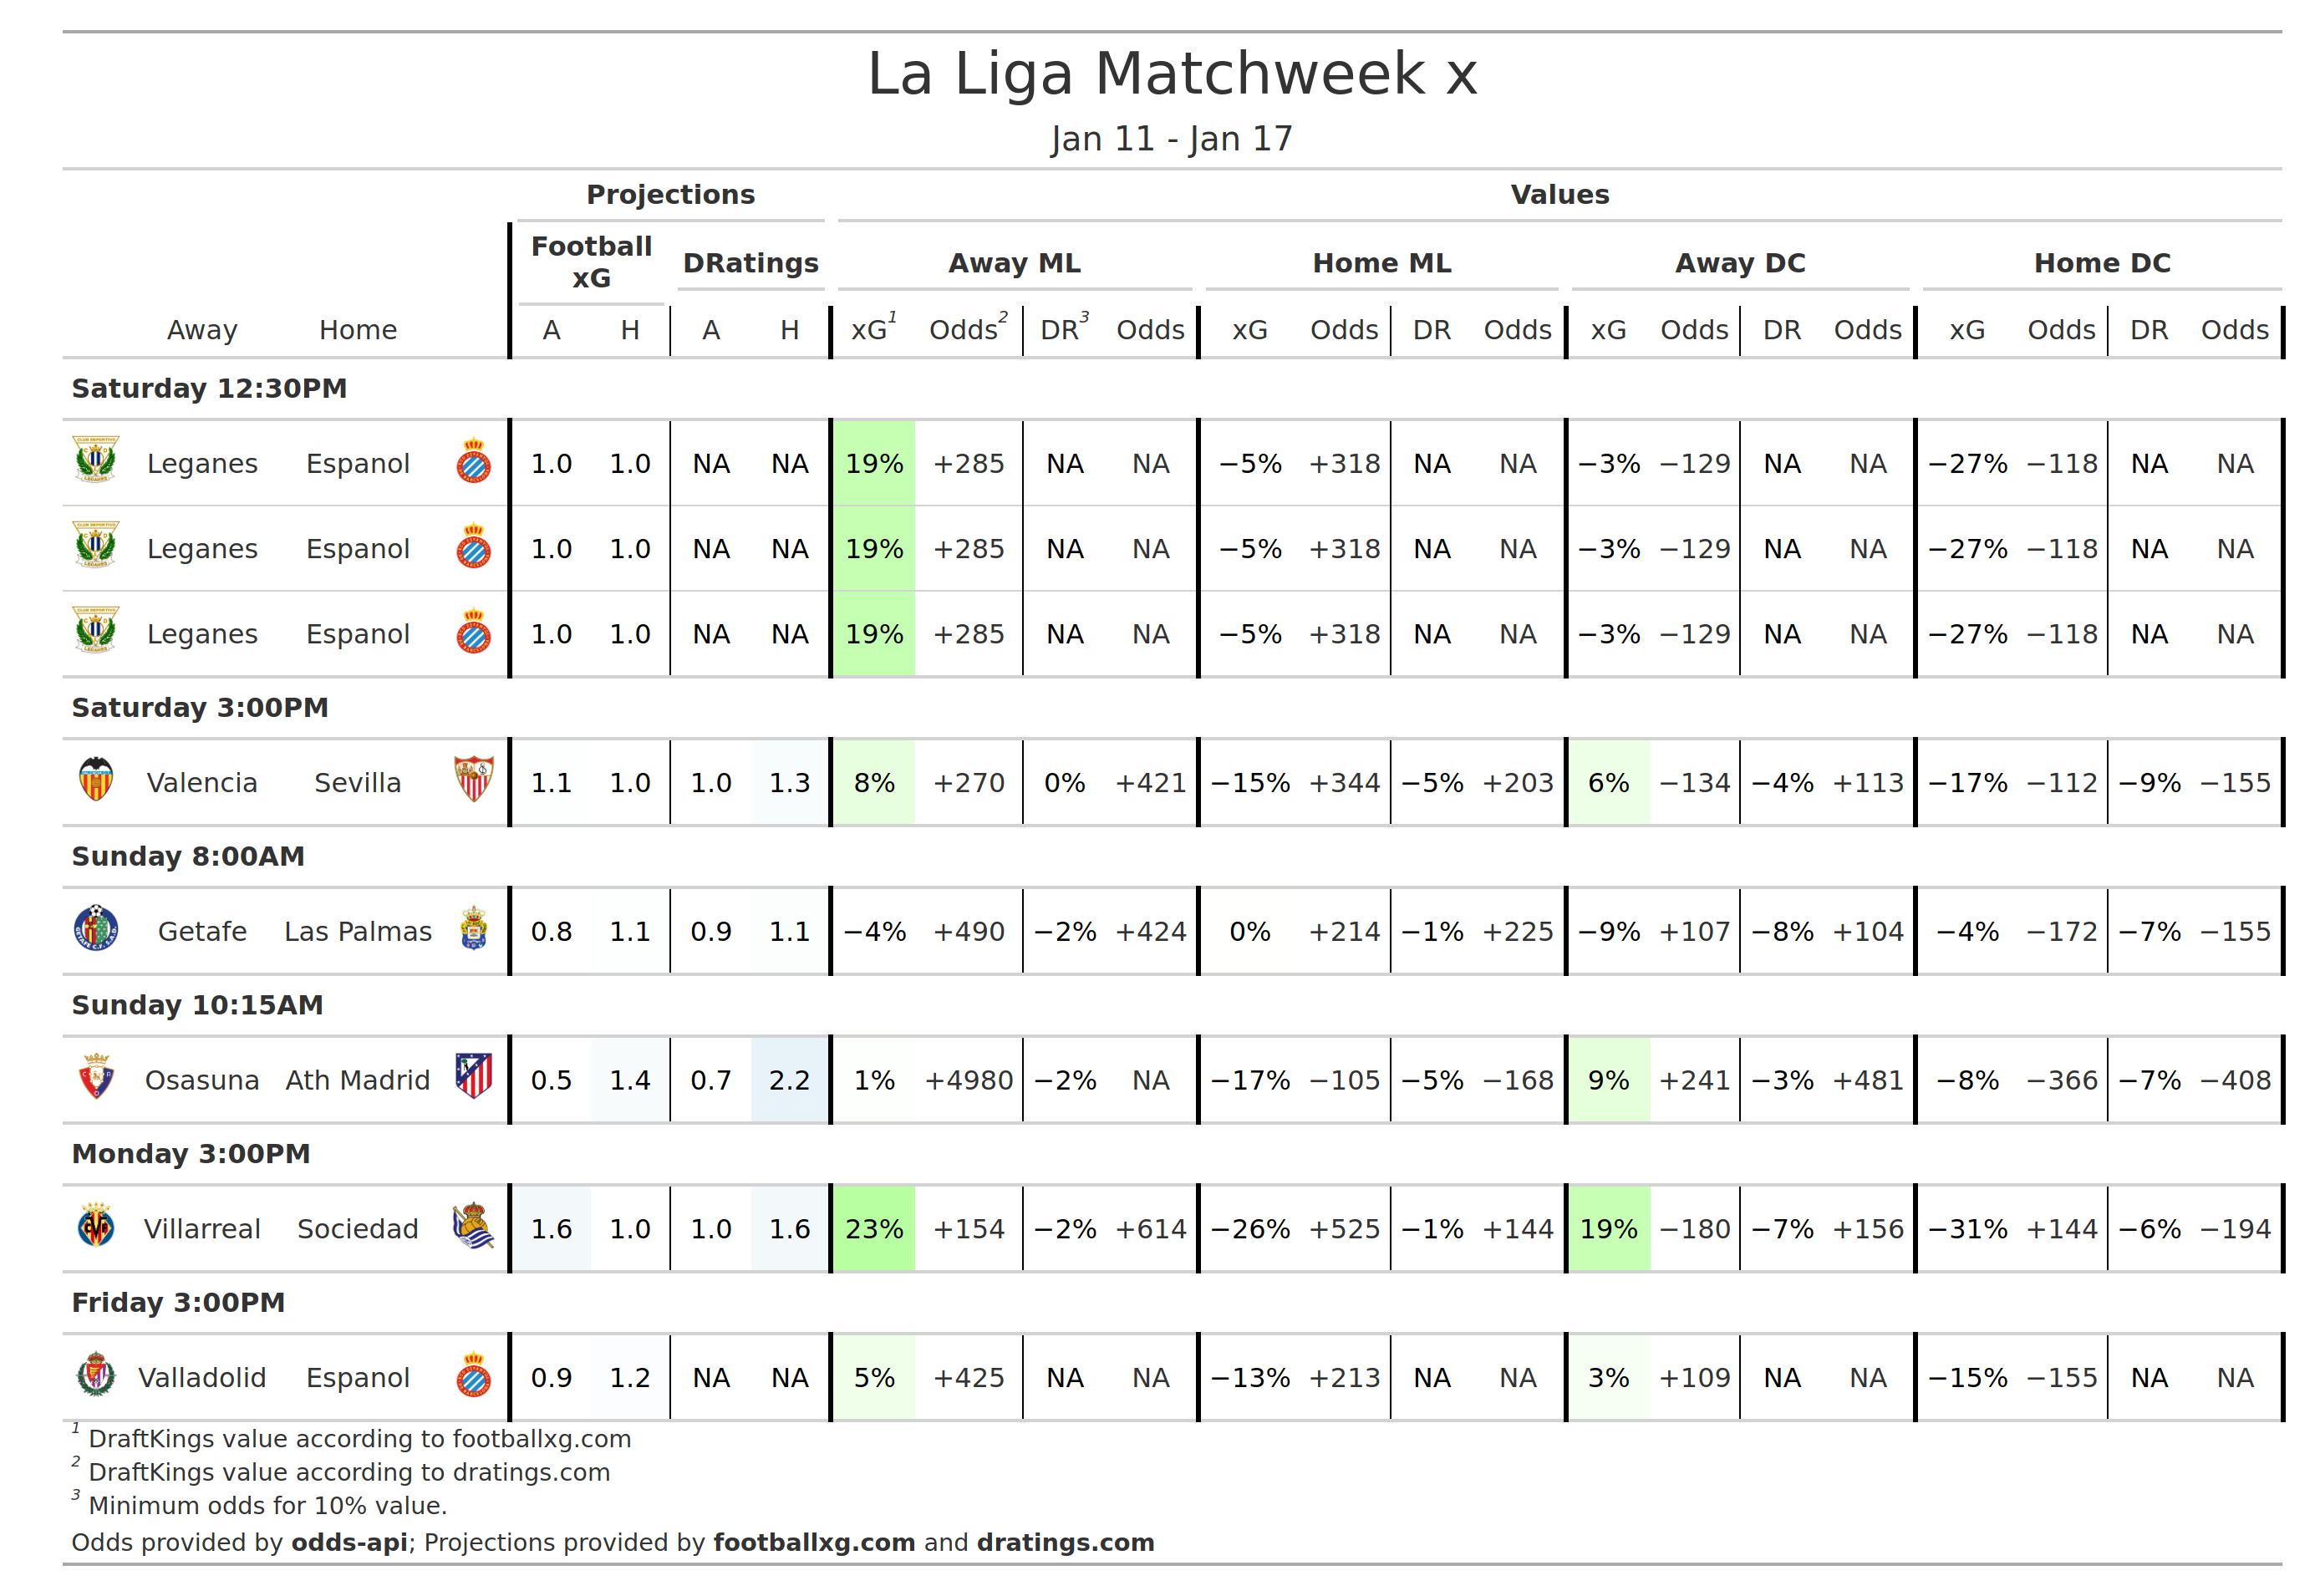 La Liga Matchweek x
Jan 11 - Jan 17
Projections Values
Football xG DRatings Away ML Home ML Away DC Home DC
Away Home A H A H xG1 Odds2 DR3 Odds xG Odds DR Odds xG Odds DR Odds xG Odds DR Odds
Saturday 12:30PM
Leganes Espanol 1.0 1.0 NA NA 19% +285 NA NA −5% +318 NA NA −3% −129 NA NA −27% −118 NA NA
Leganes Espanol 1.0 1.0 NA NA 19% +285 NA NA −5% +318 NA NA −3% −129 NA NA −27% −118 NA NA
Leganes Espanol 1.0 1.0 NA NA 19% +285 NA NA −5% +318 NA NA −3% −129 NA NA −27% −118 NA NA
Saturday 3:00PM
Valencia Sevilla 1.1 1.0 1.0 1.3 8% +270 0% +421 −15% +344 −5% +203 6% −134 −4% +113 −17% −112 −9% −155
Sunday 8:00AM
Getafe Las Palmas 0.8 1.1 0.9 1.1 −4% +490 −2% +424 0% +214 −1% +225 −9% +107 −8% +104 −4% −172 −7% −155
Sunday 10:15AM
Osasuna Ath Madrid 0.5 1.4 0.7 2.2 1% +4980 −2% NA −17% −105 −5% −168 9% +241 −3% +481 −8% −366 −7% −408
Monday 3:00PM
Villarreal Sociedad 1.6 1.0 1.0 1.6 23% +154 −2% +614 −26% +525 −1% +144 19% −180 −7% +156 −31% +144 −6% −194
Friday 3:00PM
Valladolid Espanol 0.9 1.2 NA NA 5% +425 NA NA −13% +213 NA NA 3% +109 NA NA −15% −155 NA NA
1 DraftKings value according to footballxg.com
2 DraftKings value according to dratings.com
3 Minimum odds for 10% value.
Odds provided by odds-api; Projections provided by footballxg.com and dratings.com